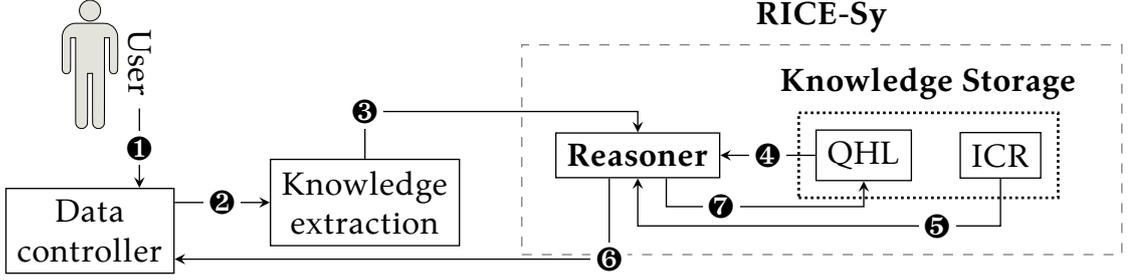 RICE-Sy
User
Knowledge Storage
❸
❶
Reasoner
❹
QHL
ICR
Knowledge
extraction
❷
Data
controller
❼
❺
❻